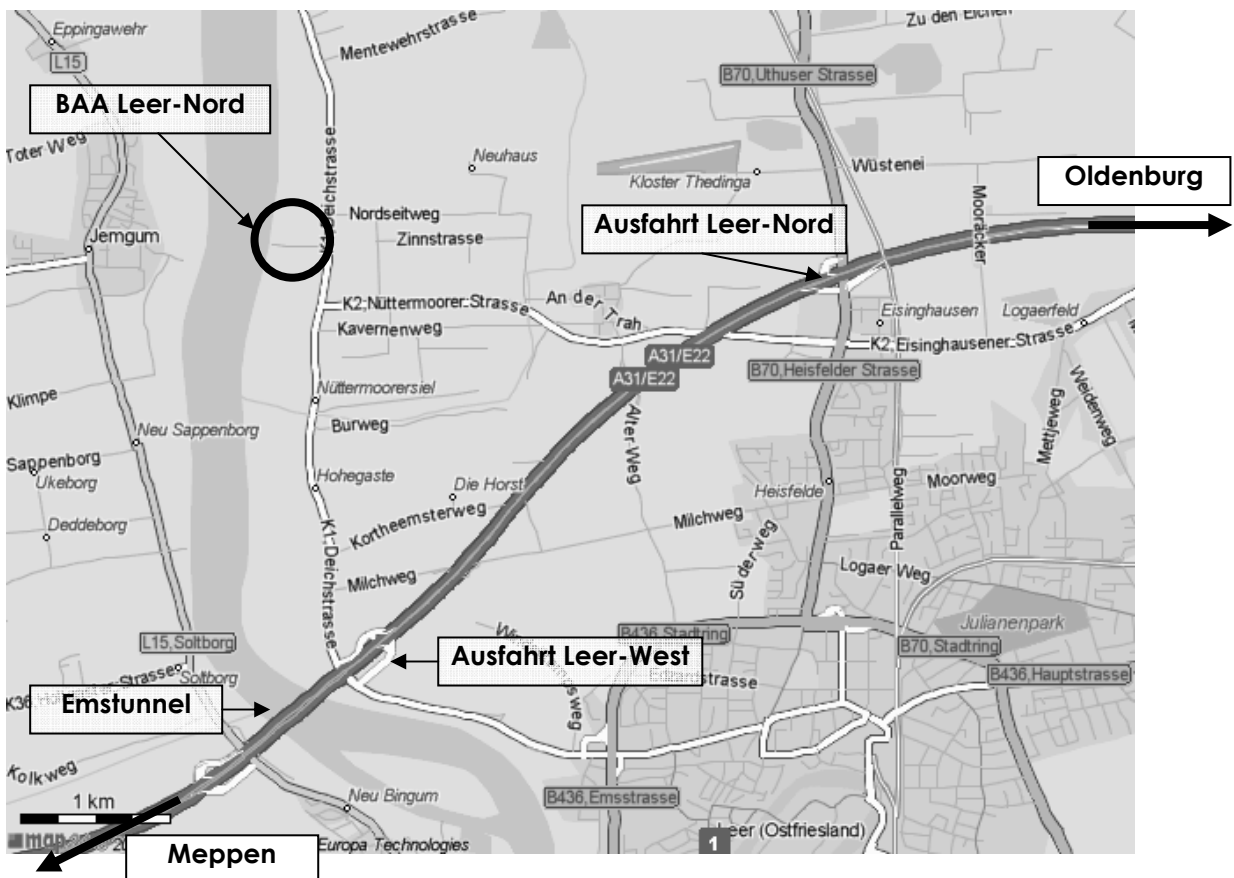 Eppingawehr
Zu den Eichen
Mentewehrstrasse
L15
B70,Uthuser Strasse
BAA Leer-Nord
Toter Weg
Neuhaus
Wüstenei
Kloster Thedinga
Oldenburg
K1-Deichstrasse
Nordseitweg
Ausfahrt Leer-Nord
Mooräcker
Jemgum
Zinnstrasse
K2,Nüttermoorer-Strasse
An der Trah
Eisinghausen
Logaerfeld
Kavernenweg
K2,Eisinghausener-Strasse
A31/E22
A31/E22
B70,Heisfelder Strasse
Klimpe
Nüttermoorersiel
Weidenweg
Mettjeweg
Burweg
Alter-Weg
Neu Sappenborg
Sappenborg
Ukeborg
Hohegaste
Die Horst
Heisfelde
Moorweg
Parallelweg
Deddeborg
Kortheemsterweg
Milchweg
K1-Deichstrasse
Süderweg
Logaer Weg
Milchweg
Julianenpark
L15,Soltborg
B436,Stadtring
B70,Stadtring
Ausfahrt Leer-West
B436,Hauptstrasse
Soltborg
Emstunnel
Kolkweg
1 km
Neu Bingum
B436,Emsstrasse
map
Europa Technologies
1
Leer (Ostfriesland)
Meppen